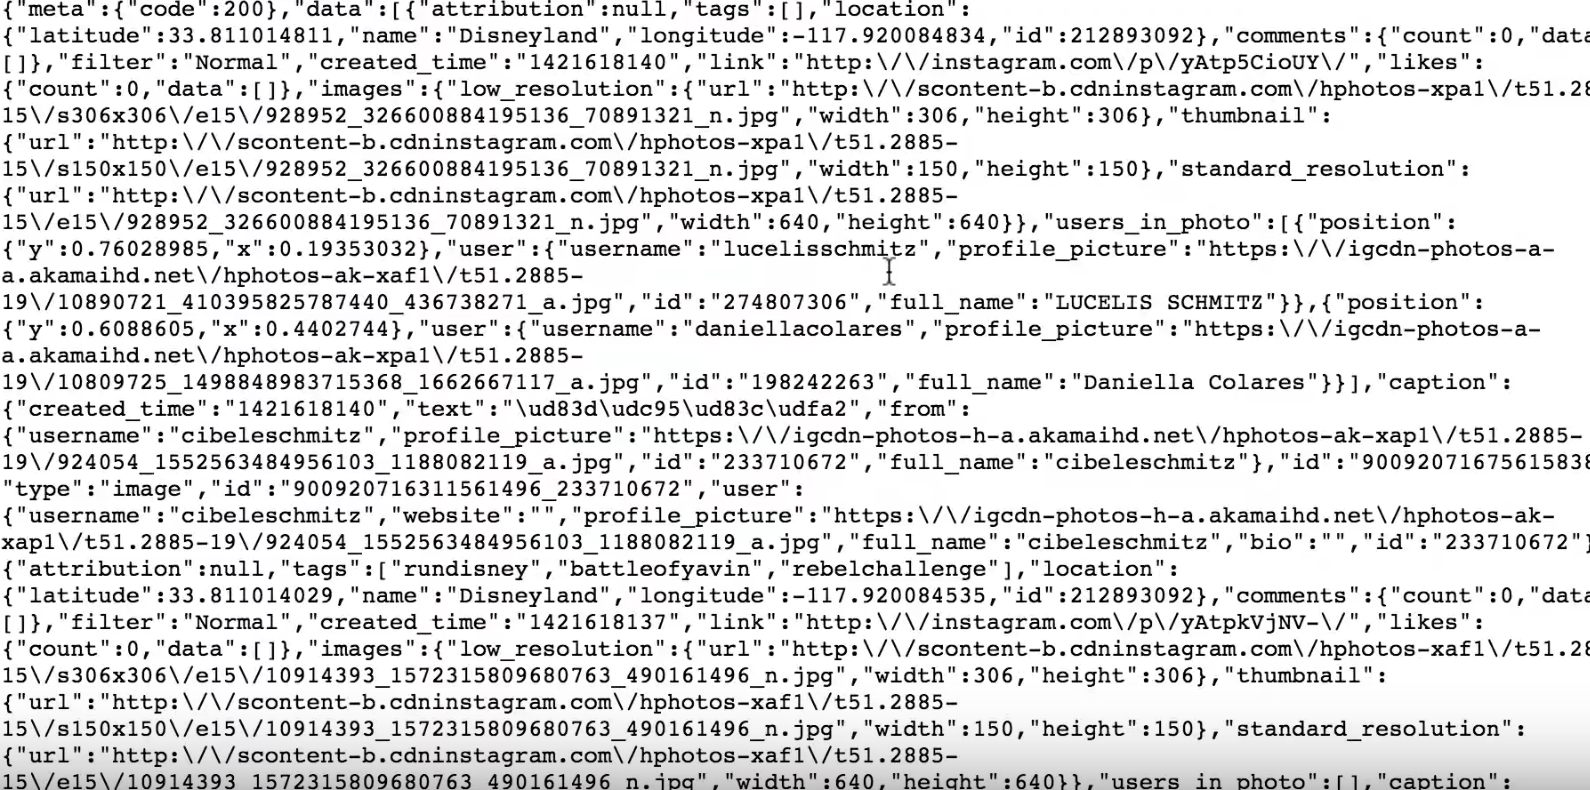 {"meta":{"code":200},"data":[{"attribution":null,"tags":[],"location":
{"latitude":33.811014811,"name":"Disneyland","longitude":-117.920084834,"id":212893092},"comments":{"count":0,"data
[]},"filter":"Normal","created_time":"1421618140","link":"http:\/\/instagram.com\/p\/yAtp5CioUY\/","likes":
{"count":0,"data":[]},"images":{"low_resolution":{"url":"http:\/\/scontent-b.cdninstagram.com\/hphotos-xpa1\/t51.28
15\/s306x306\/e15\/928952_326600884195136_70891321_n.jpg","width":306,"height":306},"thumbnail":
{"url":"http:\/\/scontent-b.cdninstagram.com\/hphotos-xpa1\/t51.2885-
15\/s150x150\/e15\/928952_326600884195136_70891321_n.jpg","width":150,"height":150},"standard_resolution":
{"url":"http:\/\/scontent-b.cdninstagram.com\/hphotos-xpa1\/t51.2885-
15\/e15\/928952_326600884195136_70891321_n.jpg","width":640,"height":640}},"users_in_photo":[{"position":
{"y":0.76028985,"x":0.19353032},"user":{"username":"lucelisschmitz","profile_picture":"https:\/\/igcdn-photos-a-
a.akamaihd.net\/hphotos-ak-xaf1\/t51.2885-
19\/10890721_410395825787440_436738271_a.jpg","id":"274807306","full_name":"LUCELIS SCHMITZ"}},{"position":
{"y":0.6088605,"x":0.4402744},"user":{"username":"daniellacolares","profile_picture":"https:\/\/igcdn-photos-a-
a.akamaihd.net\/hphotos-ak-xpa1\/t51.2885-
19\/10809725_1498848983715368_1662667117_a.jpg","id":"198242263","full_name":"Daniella Colares"}}],"caption":
{"created_time":"1421618140","text":"\ud83d\udc95\ud83c\udfa2","from":
{"username":"cibeleschmitz","profile_picture":"https:\/\/igcdn-photos-h-a.akamaihd.net\/hphotos-ak-xap1\/t51.2885-
19\/924054_1552563484956103_1188082119_a.jpg","id":"233710672","full_name":"cibeleschmitz"},"id":"90092071675615838
"type":"image","id":"900920716311561496_233710672","user":
{"username":"cibeleschmitz","website":"","profile_picture":"https:\/\/igcdn-photos-h-a.akamaihd.net\/hphotos-ak-
xap1\/t51.2885-19\/924054_1552563484956103_1188082119_a.jpg","full_name":"cibeleschmitz","bio":"","id":"233710672"}
{"attribution":null,"tags":["rundisney","battleofyavin","rebelchallenge"],"location":
{"latitude":33.811014029,"name":"Disneyland","longitude":-117.920084535,"id":212893092},"comments":{"count":0,"data
[]},"filter":"Normal","created_time":"1421618137","link":"http:\/\/instagram.com\/p\/yAtpkVjNV-\/","likes":
{"count":0,"data":[]},"images":{"low_resolution":{"url":"http:\/\/scontent-b.cdninstagram.com\/hphotos-xaf1\/t51.28
15\/s306x306\/e15\/10914393_1572315809680763_490161496_n.jpg","width":306,"height":306},"thumbnail":
{"url":"http:\/\/scontent-b.cdninstagram.com\/hphotos-xaf1\/t51.2885-
15\/s150x150\/e15\/10914393_1572315809680763_490161496_n.jpg","width":150,"height":150},"standard_resolution":
{"url":"http:\/\/scontent-b.cdninstagram.com\/hphotos-xaf1\/t51.2885-
15\/e15\/10914393_1572315809680763_490161496_n.jpg","width":640,"height":640}},"users_in_photo":[],"caption":